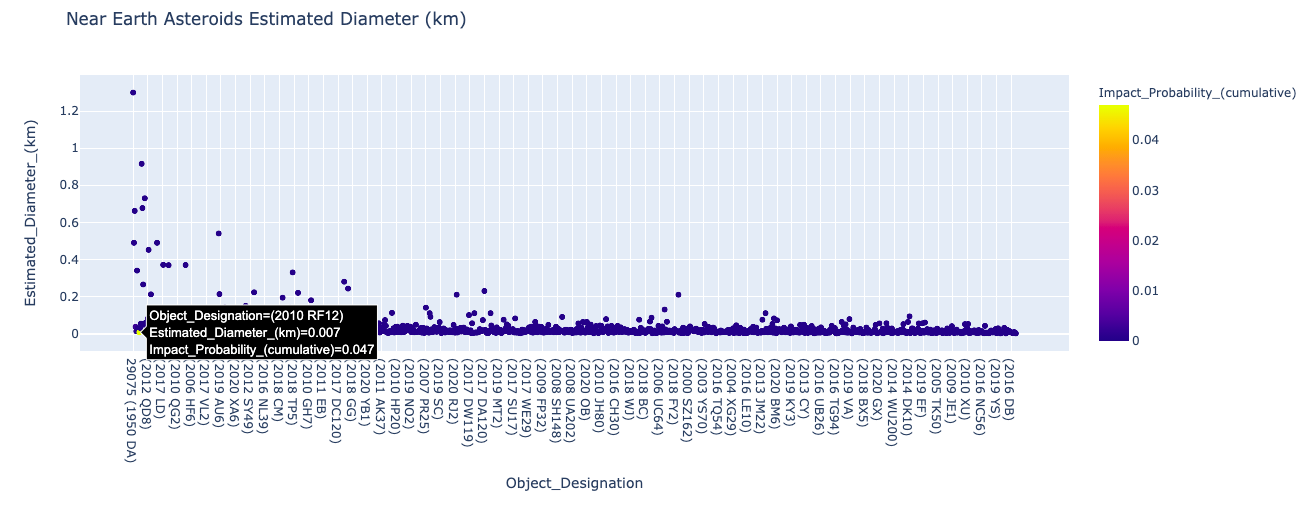 Near Earth Asteroids Estimated Diameter (km)
Impact_Probability_(cumulative)
Estimated_Diameter_(km)
1.2
1
0.8
0.6
0.4
0.2
0
0.04
0.03
0.02
0.01
0
Object_Designation=(2010 RF12)
Estimated_Diameter_(km)=0.007
Impact_Probability_(cumulative)=0.047
29075 (1950 DA)
(2012 QD8)
(2017 LD)
(2010 QG2)
(2006 HF6)
(2017 VL2)
(2019 AU6)
(2020 XA6)
(2012 SY49)
(2016 NL39)
(2018 CM)
(2018 TP5)
(2010 GH7)
(2011 EB)
(2017 DC120)
(2018 GG)
(2020 YB1)
(2011 AK37)
(2010 HP20)
(2019 NO2)
(2007 PR25)
(2019 SC)
(2020 RJ2)
(2017 DW119)
(2017 DA120)
(2019 MT2)
(2017 SU17)
(2017 WE29)
(2009 FP32)
(2008 SH148)
(2008 UA202)
(2020 OB)
(2010 JH80)
(2016 CH30)
(2018 WJ)
(2018 BC)
(2006 UC64)
(2018 FY2)
(2000 SZ162)
(2003 YS70)
(2016 TQ54)
(2004 XG29)
(2016 LE10)
(2013 JM22)
(2020 BM6)
(2019 KY3)
(2013 CY)
(2016 UB26)
(2016 TG94)
(2019 VA)
(2018 BX5)
(2020 GX)
(2014 WU200)
(2014 DK10)
(2019 EF)
(2005 TK50)
(2009 JE1)
(2010 XU)
(2016 NC56)
(2019 YS)
(2016 DB)
Object_Designation